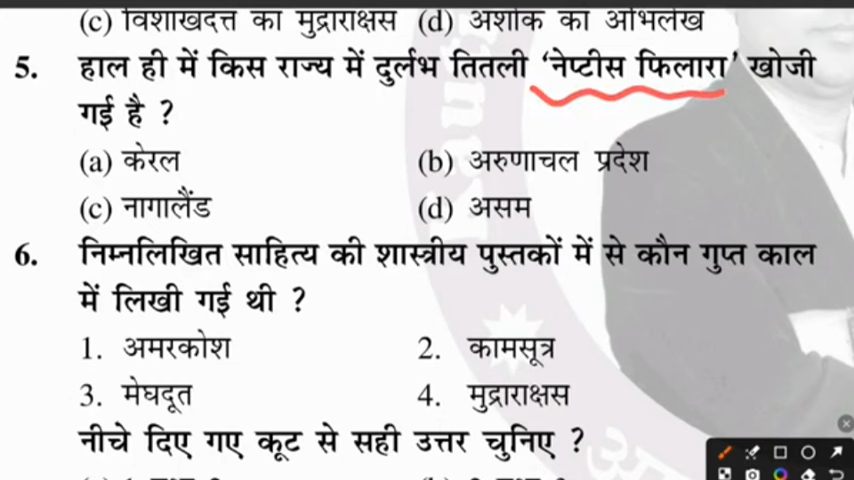 (c) विशाखदत्त का मुद्राराक्षस (d) अशोक का अभिलेख
5. हाल ही में किस राज्य में दुर्लभ तितली 'नेप्टीस फिलारा' खोजी
गई है ?
(a) केरल (b) अरुणाचल प्रदेश
(c) नागालैंड (d) असम
6. निम्नलिखित साहित्य की शास्त्रीय पुस्तकों में से कौन गुप्त काल
में लिखी गई थी ?
1. अमरकोश 2. कामसूत्र
3. मेघदूत 4. मुद्राराक्षस
नीचे दिए गए कूट से सही उत्तर चुनिए ?